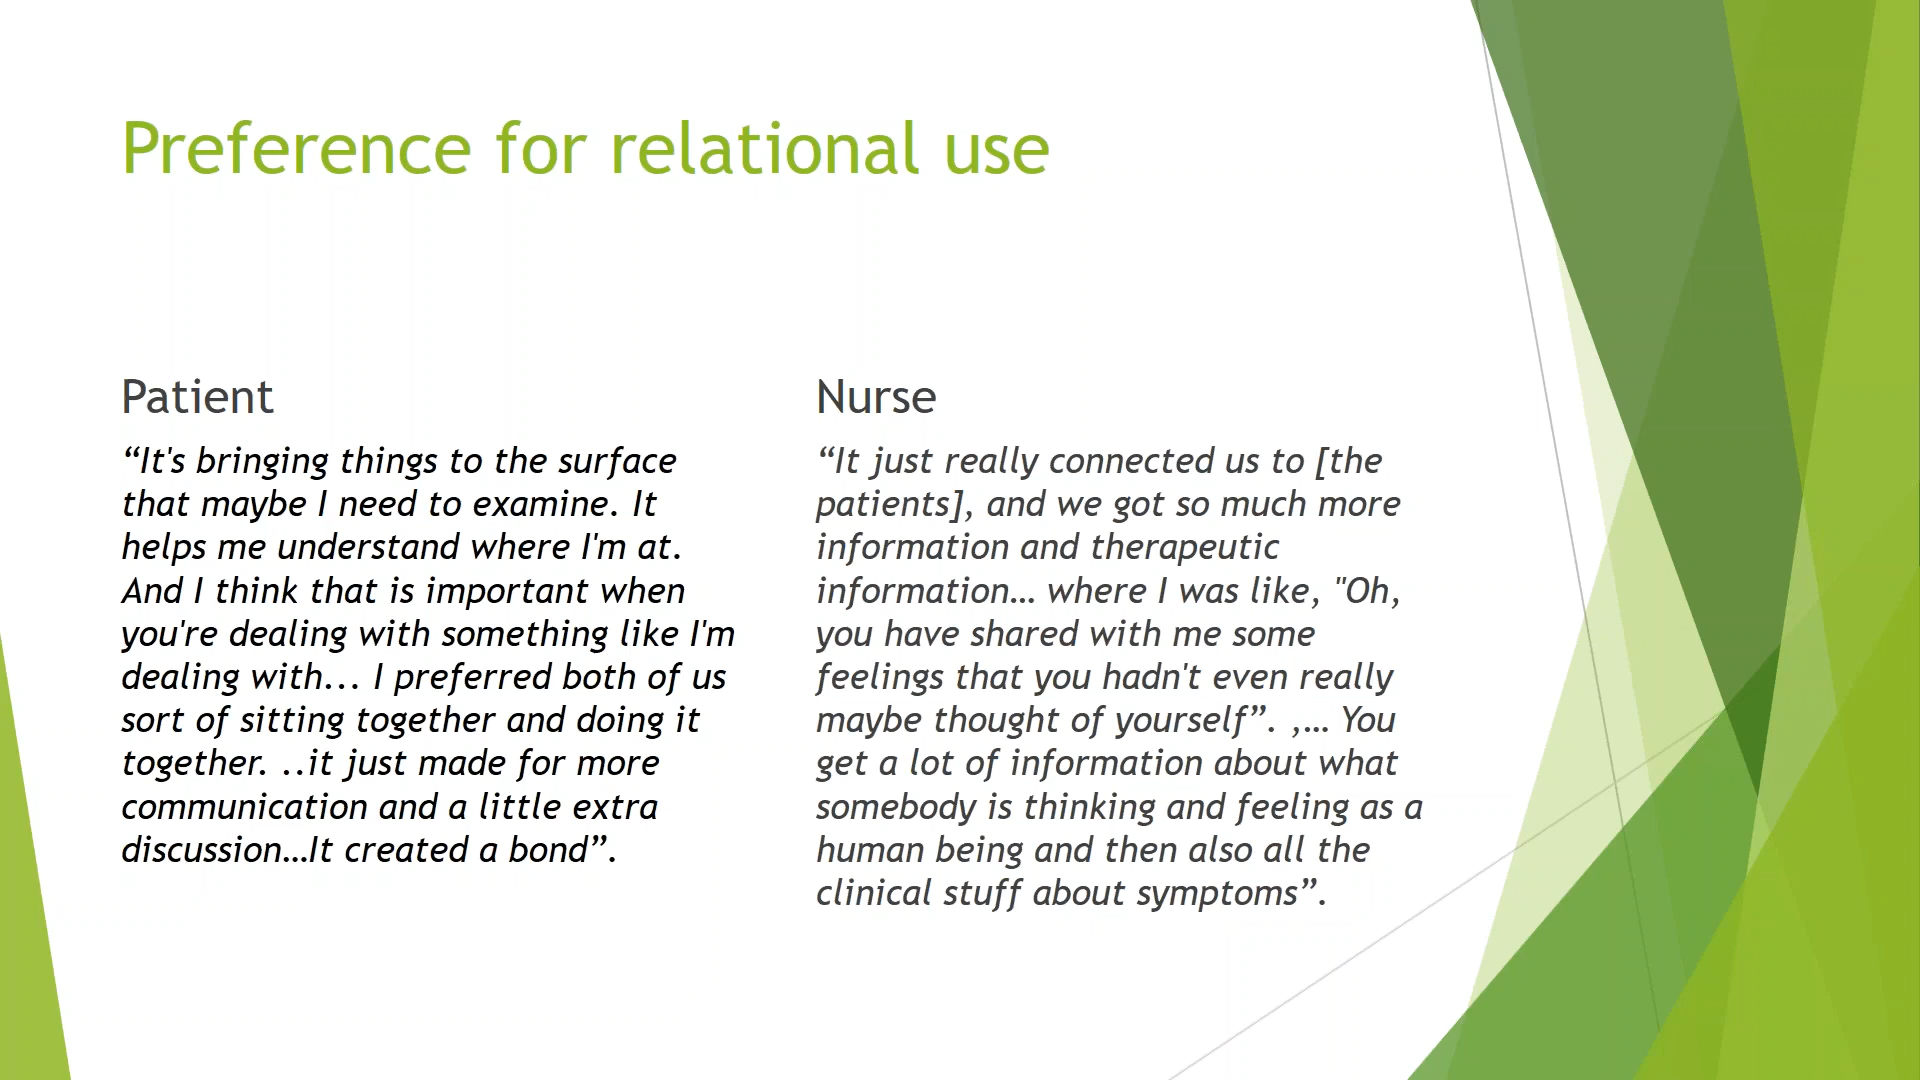 Preference for relational use
Patient
“It's bringing things to the surface
that maybe I need to examine. It
helps me understand where I'm at.
And I think that is important when
you're dealing with something like I'm
dealing with... I preferred both of us
sort of sitting together and doing it
together. ..it just made for more
communication and a little extra
discussion…It created a bond”.
Nurse
“It just really connected us to [the
patients], and we got so much more
information and therapeutic
information… where I was like, "Oh,
you have shared with me some
feelings that you hadn't even really
maybe thought of yourself”. ,… You
get a lot of information about what
somebody is thinking and feeling as a
human being and then also all the
clinical stuff about symptoms”.